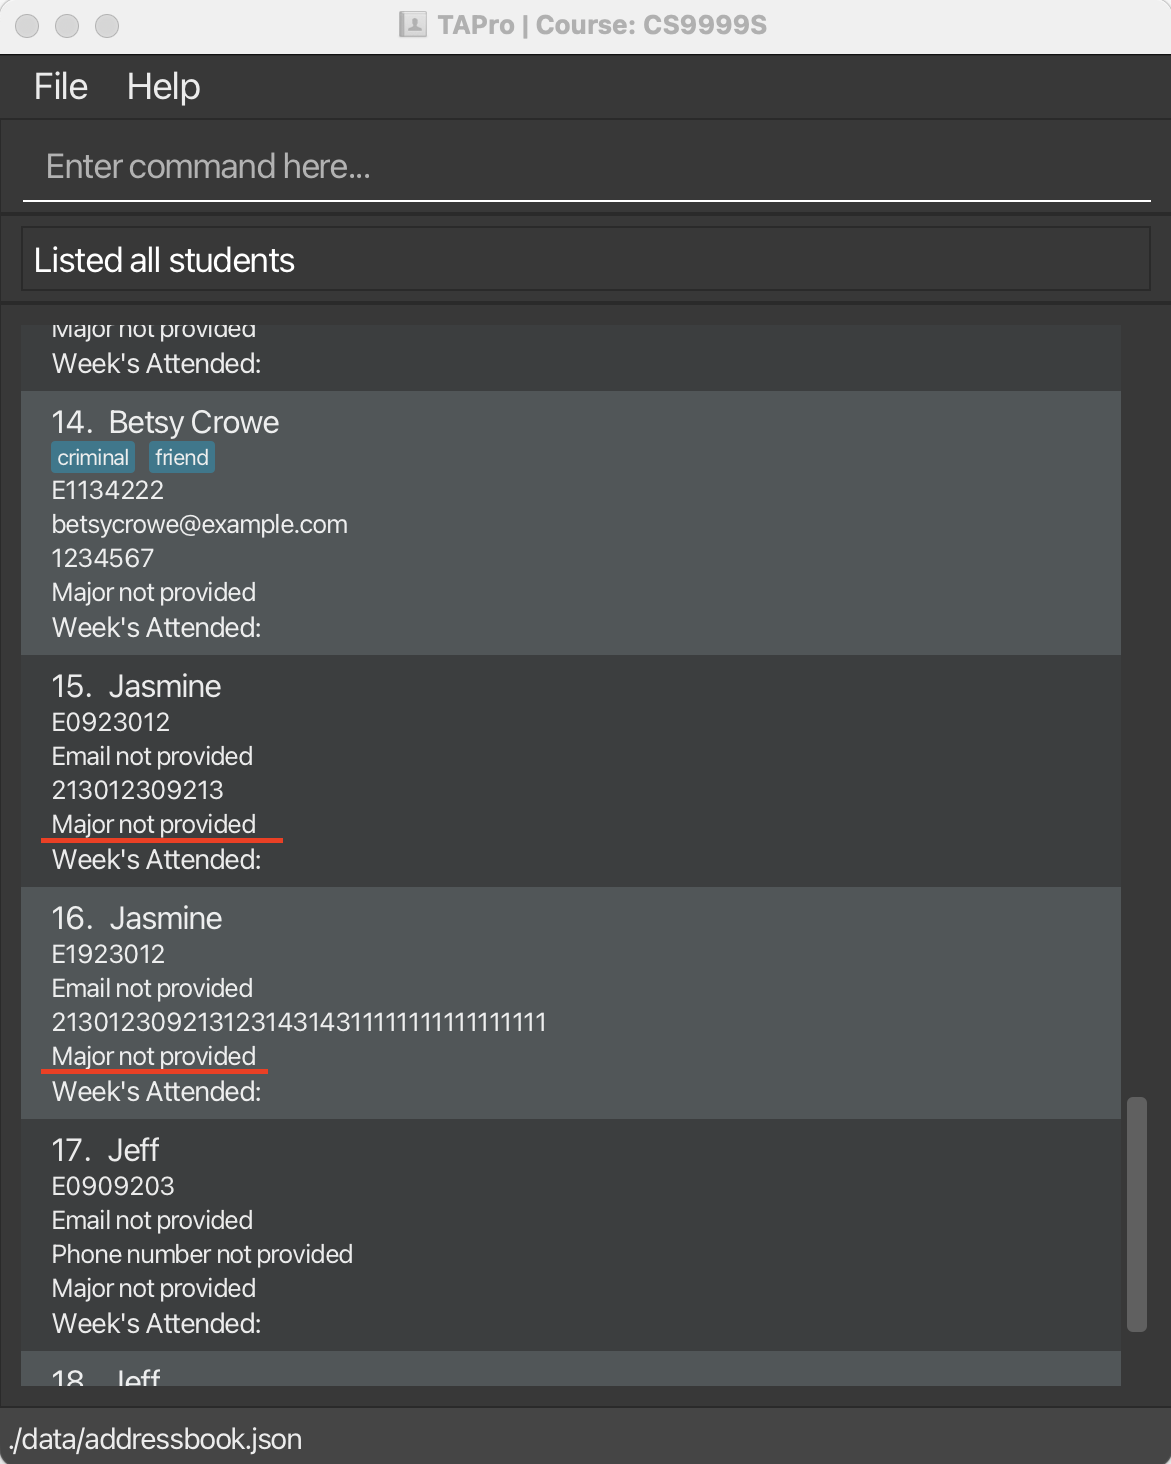 TAPro | Course: CS9999S
File Help
Enter command here...
Listed all students
Major not provided
Week's Attended:
14. Betsy Crowe
criminal friend
E1134222
betsycrowe@example.com
1234567
Major not provided
Week's Attended:
15. Jasmine
E0923012
Email not provided
213012309213
Major not provided
Week's Attended:
16. Jasmine
E1923012
Email not provided
Major not provided
Week's Attended:
17. Jeff
E0909203
Email not provided
Phone number not provided
Major not provided
Week's Attended:
18. Jeff
./data/addressbook.json